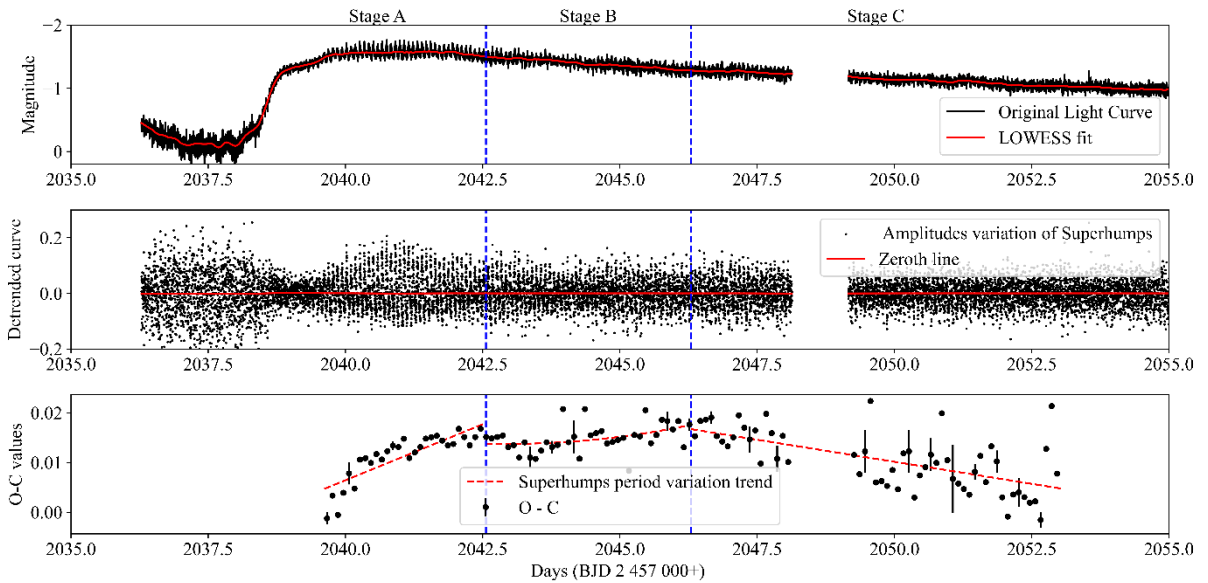 Stage A Stage B Stage C
−2
−1
0
Magnitude
Original Light Curve
LOWESS fit
2035.0 2037.5 2040.0 2042.5 2045.0 2047.5 2050.0 2052.5 2055.0
0.2
0.0
−0.2
Detrended curve
Amplitudes variation of Superhumps
Zeroth line
2035.0 2037.5 2040.0 2042.5 2045.0 2047.5 2050.0 2052.5 2055.0
0.02
0.01
0.00
O-C values
Superhumps period variation trend
O - C
2035.0 2037.5 2040.0 2042.5 2045.0 2047.5 2050.0 2052.5 2055.0
Days (BJD 2 457 000+)